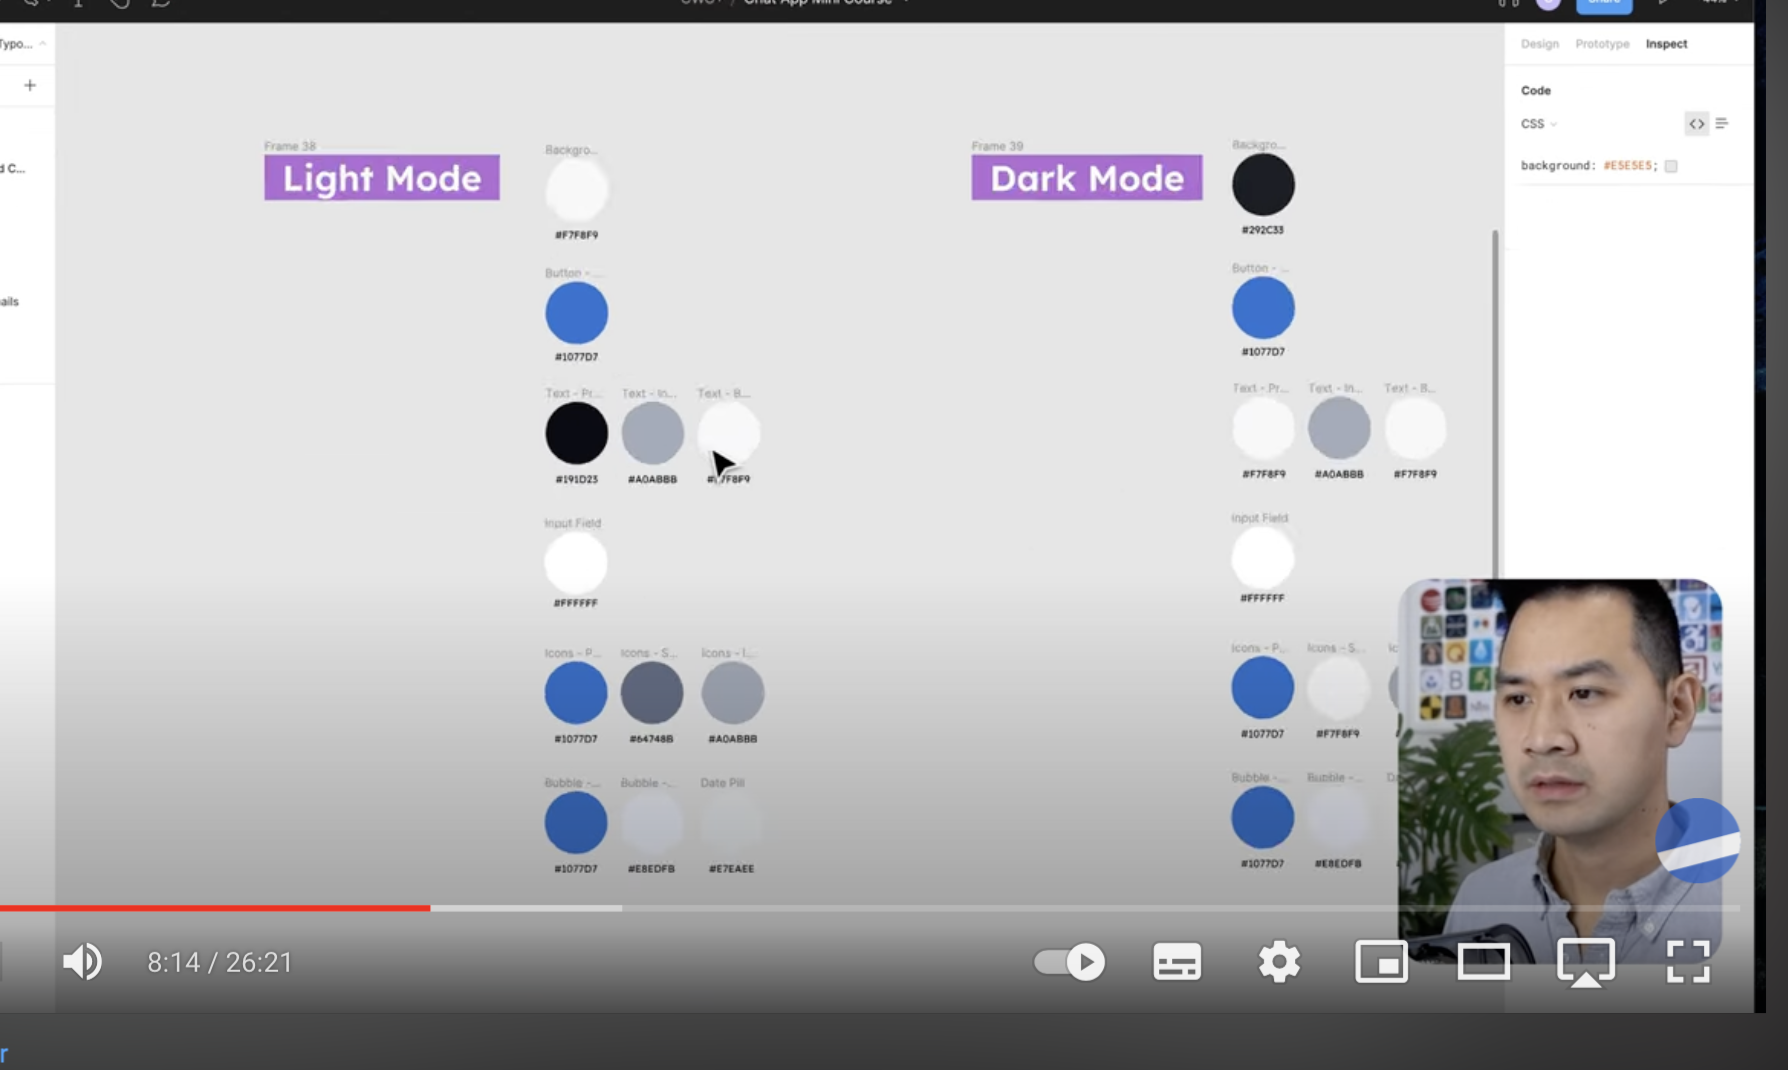 Chat App Mini Course
Share
Typo...
Design Prototype Inspect
+
Code
CSS
background: #E5E5E5;
d C...
ails
Frame 38
Light Mode
Backgro...
#F7F8F9
Button -...
#1077D7
Text - Pr... Text - In... Text - B...
#191D23 #A0ABBB #F7F8F9
Input Field
#FFFFFF
Icons - P... Icons - S... Icons - I...
#1077D7 #64748B #A0ABBB
Bubble -... Bubble -... Date Pill
#1077D7 #E8EDFB #E7EAEE
Frame 39
Dark Mode
Backgro...
#292C33
Button - ...
#1077D7
Text - Pr... Text - In... Text - B...
#F7F8F9 #A0ABBB #F7F8F9
Input Field
#FFFFFF
Icons - P... Icons - S... Ic
#1077D7 #F7F8F9
Bubble -... Bubble -... D
#1077D7 #E8EDFB
8:14 / 26:21
r